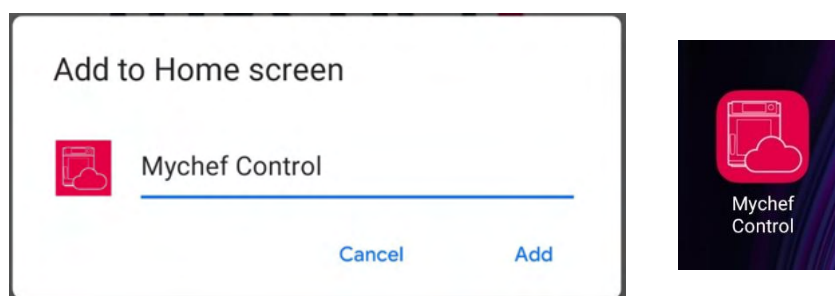 Add to Home screen
Mychef Control
Cancel Add
Mychef
Control